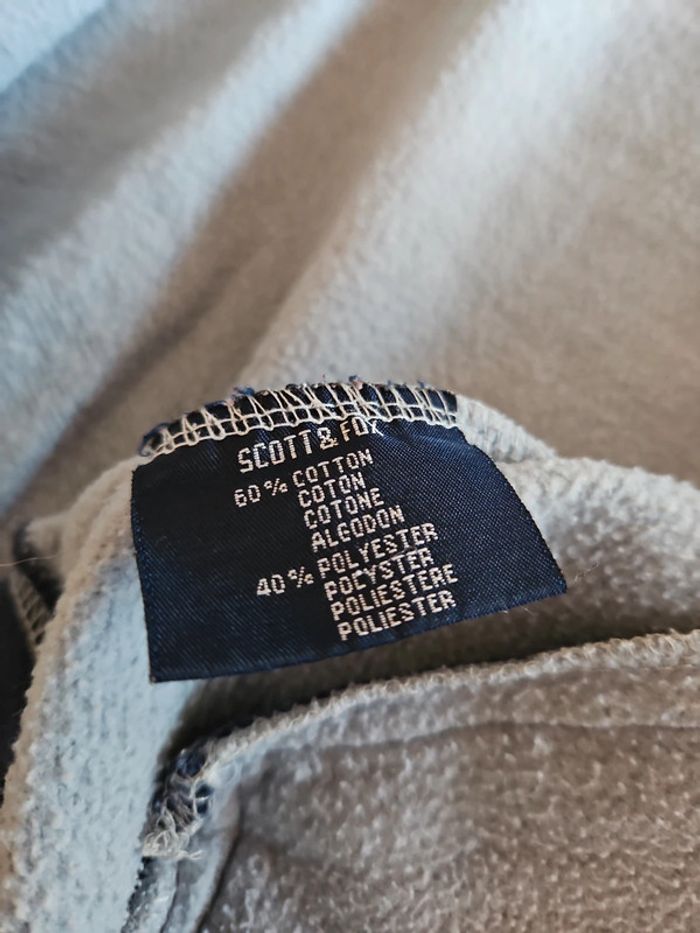 SCOTT & FOX
60% COTTON
COTON
COTONE
ALGODON
40% POLYESTER
POCYSTER
POLIESTERE
POLIESTER